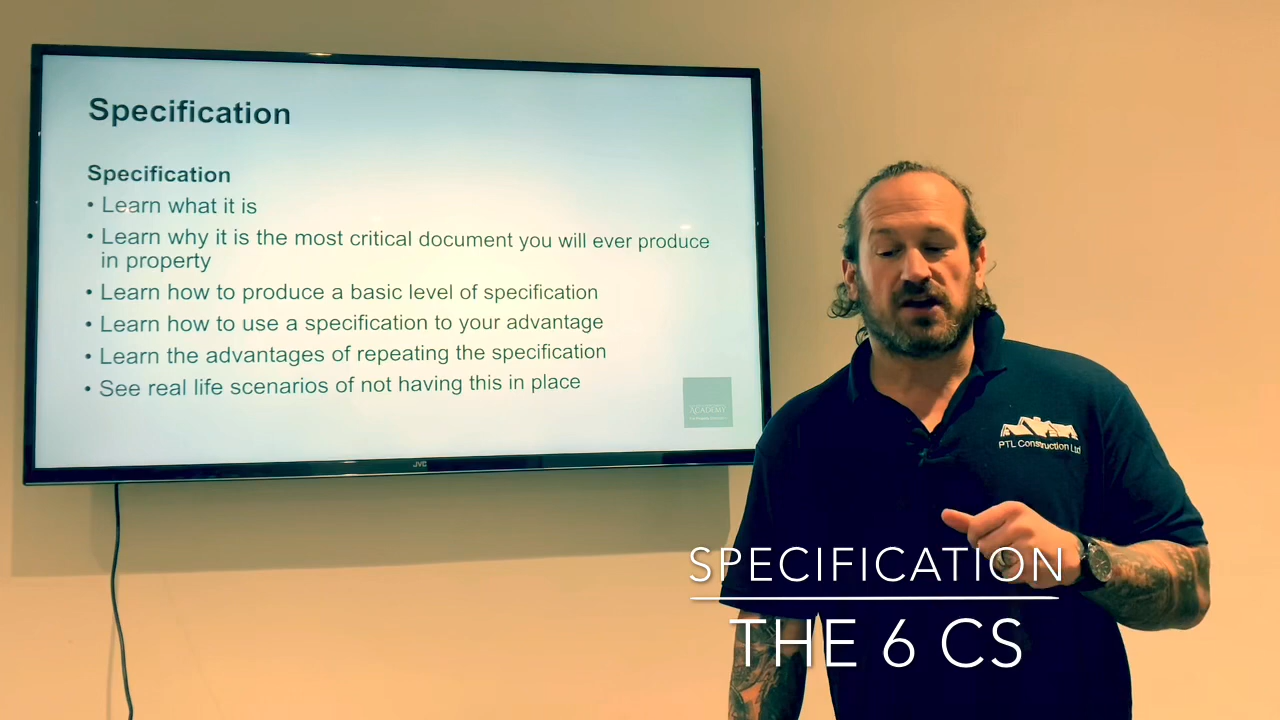 Specification
Specification
• Learn what it is
• Learn why it is the most critical document you will ever produce
in property
• Learn how to produce a basic level of specification
• Learn how to use a specification to your advantage
• Learn the advantages of repeating the specification
• See real life scenarios of not having this in place
ACADEMY
JVC
PTL Construction Ltd
SPECIFICATION
THE 6 CS